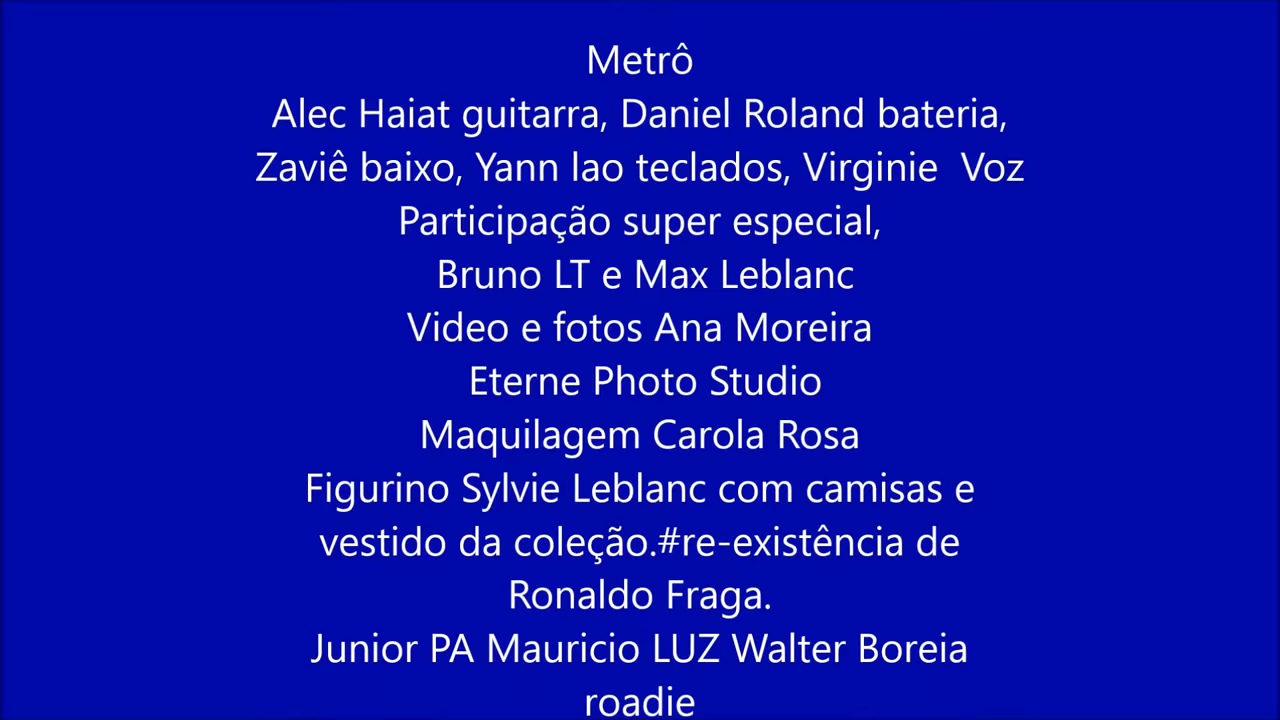 Metrô
Alec Haiat guitarra, Daniel Roland bateria,
Zaviê baixo, Yann lao teclados, Virginie  Voz
Participação super especial,
Bruno LT e Max Leblanc
Video e fotos Ana Moreira
Eterne Photo Studio
Maquilagem Carola Rosa
Figurino Sylvie Leblanc com camisas e
vestido da coleção.#re-existência de
Ronaldo Fraga.
Junior PA Mauricio LUZ Walter Boreia
roadie